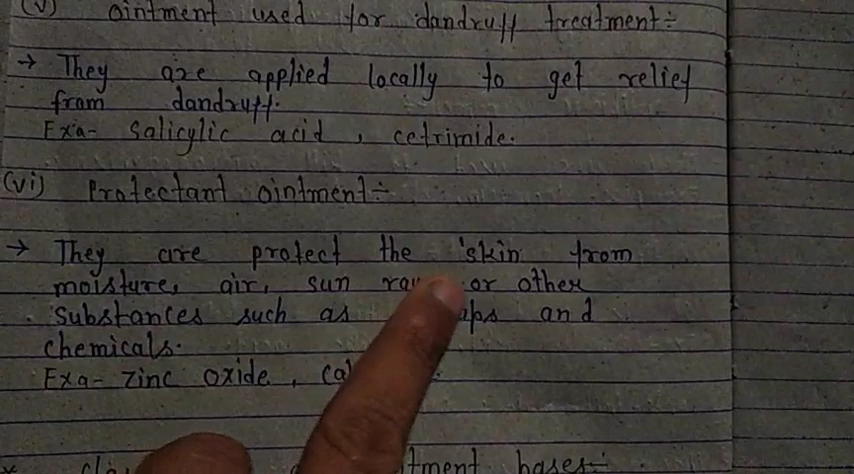 (v) ointment used for dandruff treatment÷
→ They are applied locally to get relief
from dandruff.
Exa- Salicylic acid , cetrimide.
(vi) Protectant ointment÷
→ They are protect the skin from
moisture, air, sun or other
Substances such as and
chemicals.
Exa- Zinc oxide ,
bases÷